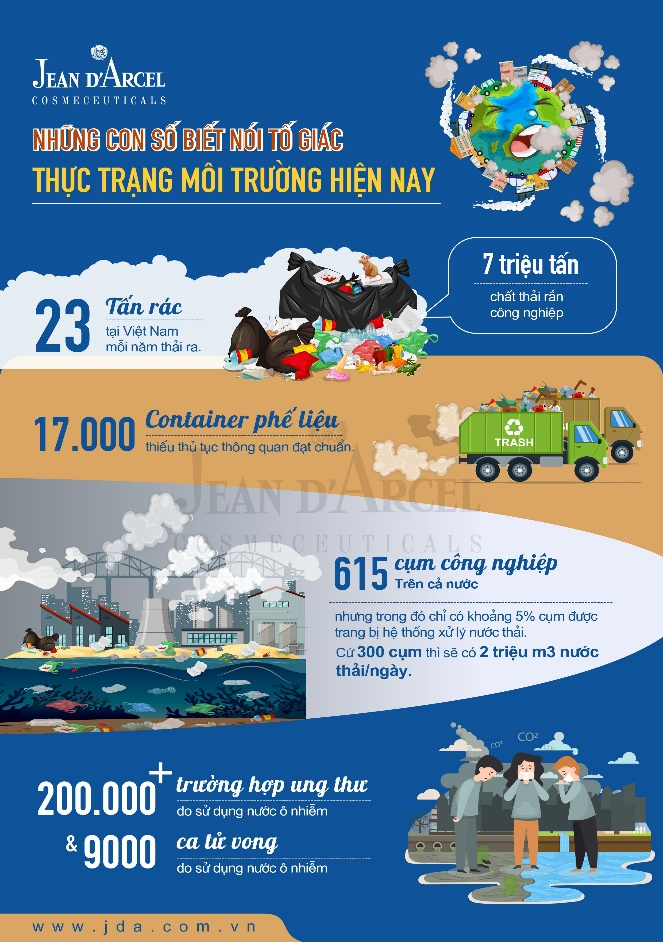 JEAN D'ARCEL
COSMECEUTICALS
NHỮNG CON SỐ BIẾT NÓI TỐ GIÁC
THỰC TRẠNG MÔI TRƯỜNG HIỆN NAY
23 Tấn rác
tại Việt Nam
mỗi năm thải ra.
7 triệu tấn
chất thải rắn
công nghiệp
17.000 Container phế liệu
thiếu thủ tục thông quan đạt chuẩn.
TRASH
JEAN D'ARCEL
COSMECEUTICALS
615 cụm công nghiệp
Trên cả nước
nhưng trong đó chỉ có khoảng 5% cụm được
trang bị hệ thống xử lý nước thải.
Cứ 300 cụm thì sẽ có 2 triệu m3 nước
thải/ngày.
CO²
CO²
200.000+ trường hợp ung thư
do sử dụng nước ô nhiễm
& 9000 ca tử vong
do sử dụng nước ô nhiễm
www.jda.com.vn